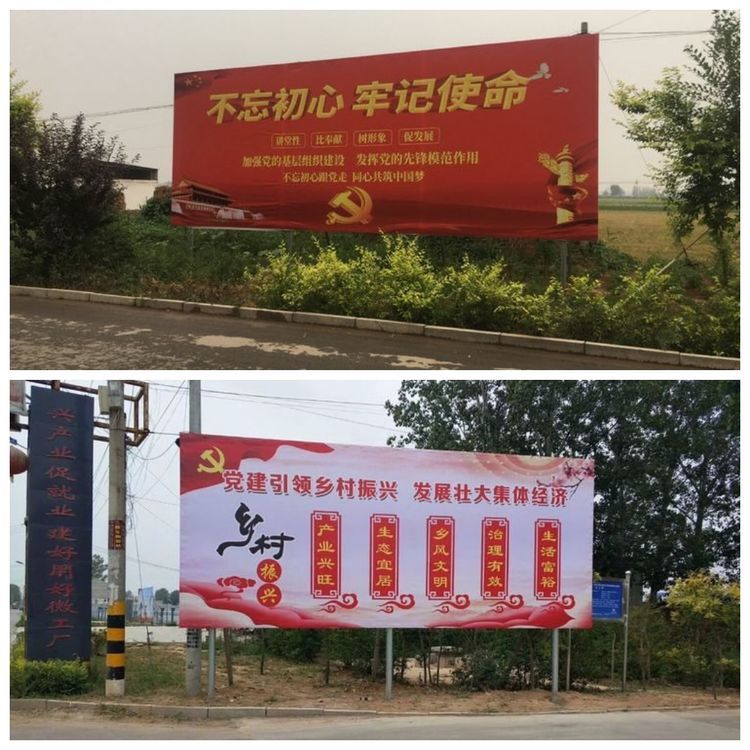 不忘初心 牢记使命
讲党性 比奉献 树形象 促发展
加强党的基层组织建设 发挥党的先锋模范作用
不忘初心跟党走 同心共筑中国梦
兴产业促就业 建好用好微工厂
党建引领乡村振兴 发展壮大集体经济
乡村
振兴
产业兴旺
生态宜居
乡风文明
治理有效
生活富裕